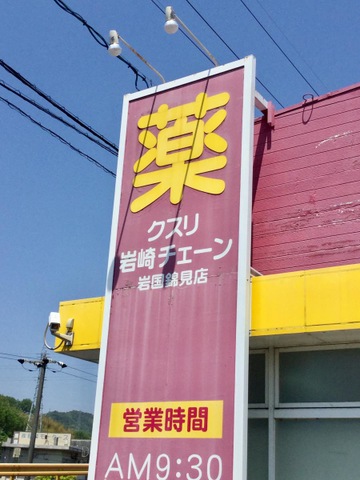 薬
クスリ
岩崎チェーン
岩国錦見店
営業時間
AM9:30